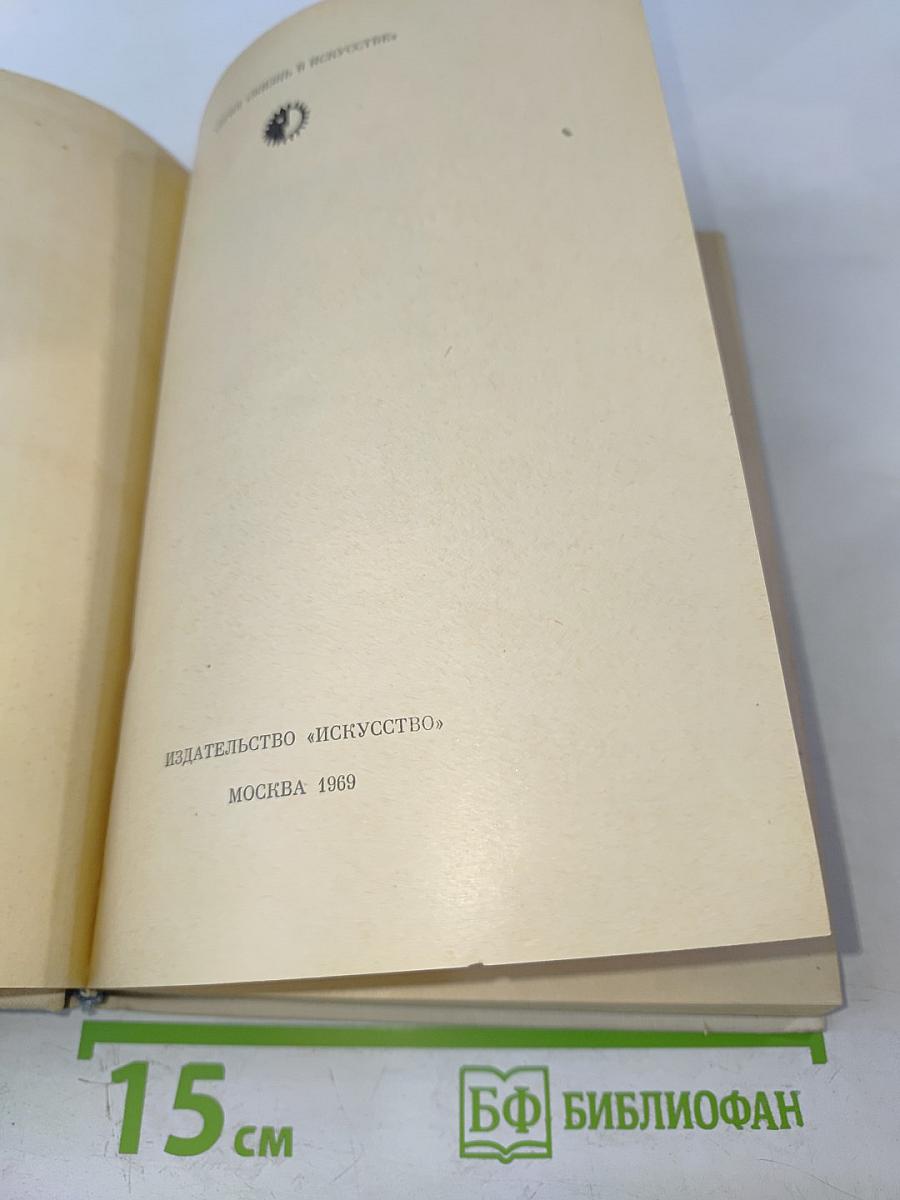 «ЖИЗНЬ В ИСКУССТВЕ»
ИЗДАТЕЛЬСТВО «ИСКУССТВО»
МОСКВА 1969
15 см
БФ БИБЛИОФАН